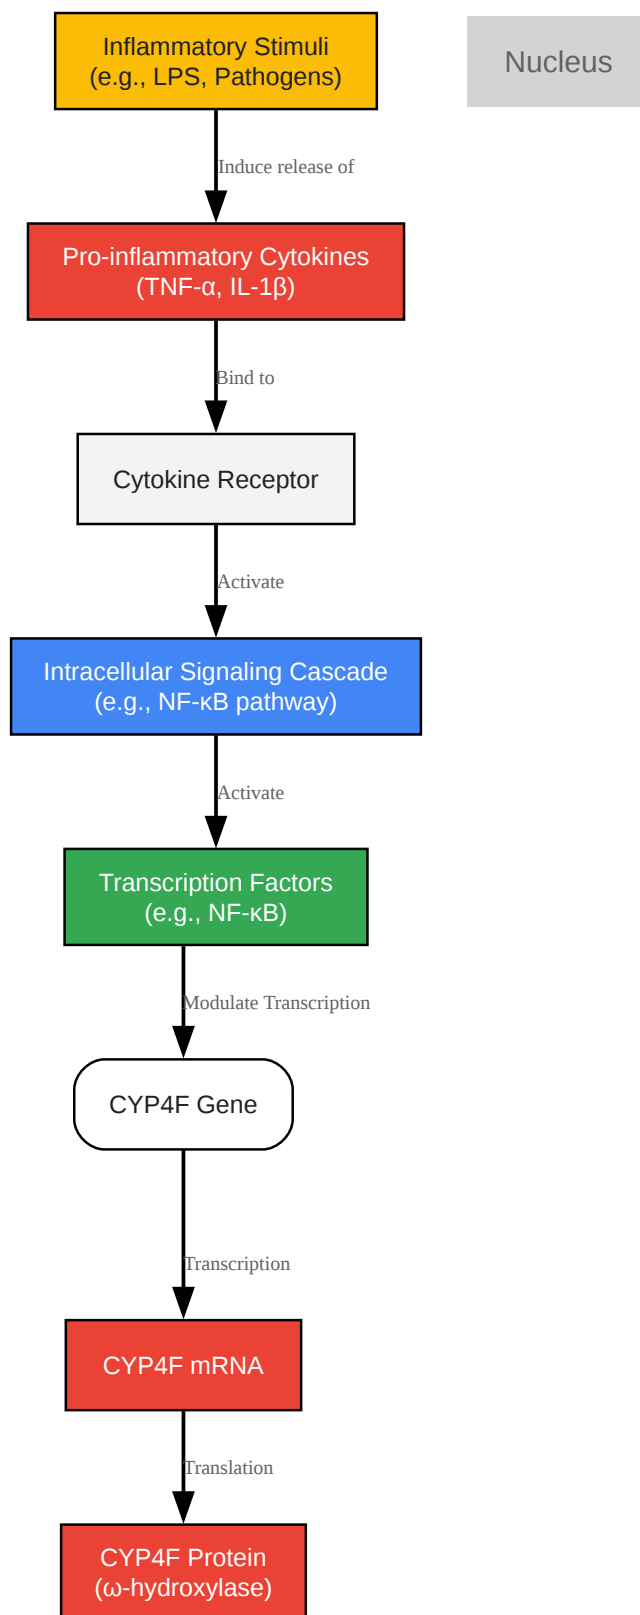 Inflammatory Stimuli
(e.g., LPS, Pathogens)
Nucleus
Induce release of
Pro-inflammatory Cytokines
(TNF-α, IL-1β)
Bind to
Cytokine Receptor
Activate
Intracellular Signaling Cascade
(e.g., NF-κB pathway)
Activate
Transcription Factors
(e.g., NF-κB)
Modulate Transcription
CYP4F Gene
Transcription
CYP4F mRNA
Translation
CYP4F Protein
(ω-hydroxylase)